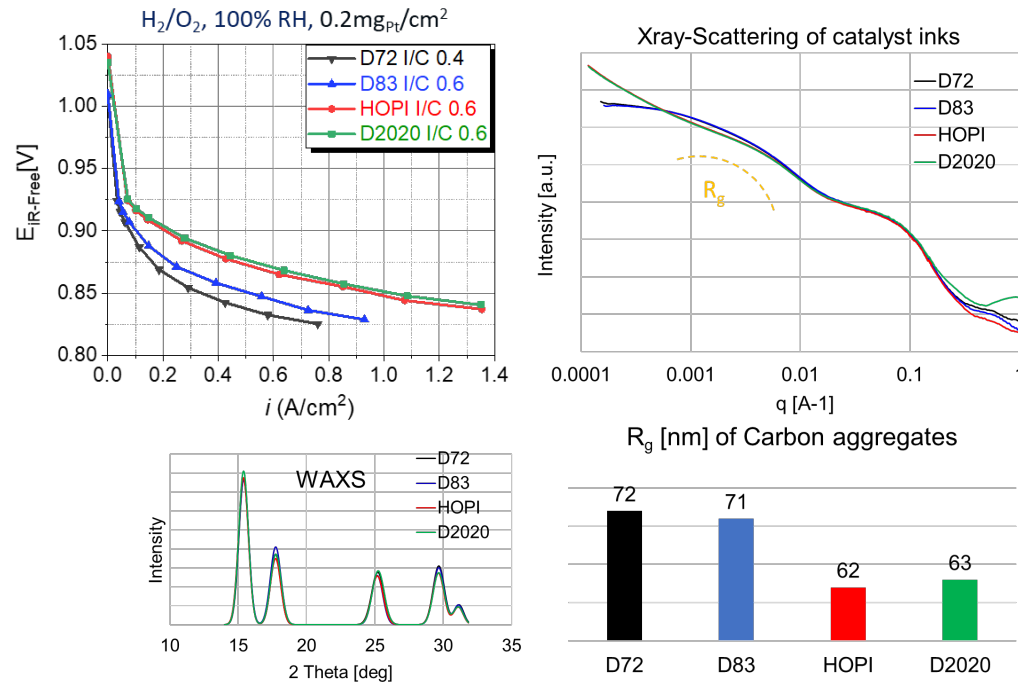 H₂/O₂, 100% RH, 0.2mg_Pt/cm²
1.05
1.00
0.95
0.90
0.85
0.80
E_iR-Free[V]
D72 I/C 0.4
D83 I/C 0.6
HOPI I/C 0.6
D2020 I/C 0.6
0.0 0.2 0.4 0.6 0.8 1.0 1.2 1.4
i (A/cm²)
Xray-Scattering of catalyst inks
Intensity [a.u.]
D72
D83
HOPI
D2020
R_g
0.0001 0.001 0.01 0.1 1
q [A-1]
WAXS
Intensity
D72
D83
HOPI
D2020
10 15 20 25 30 35
2 Theta [deg]
R_g [nm] of Carbon aggregates
72 71 62 63
D72 D83 HOPI D2020